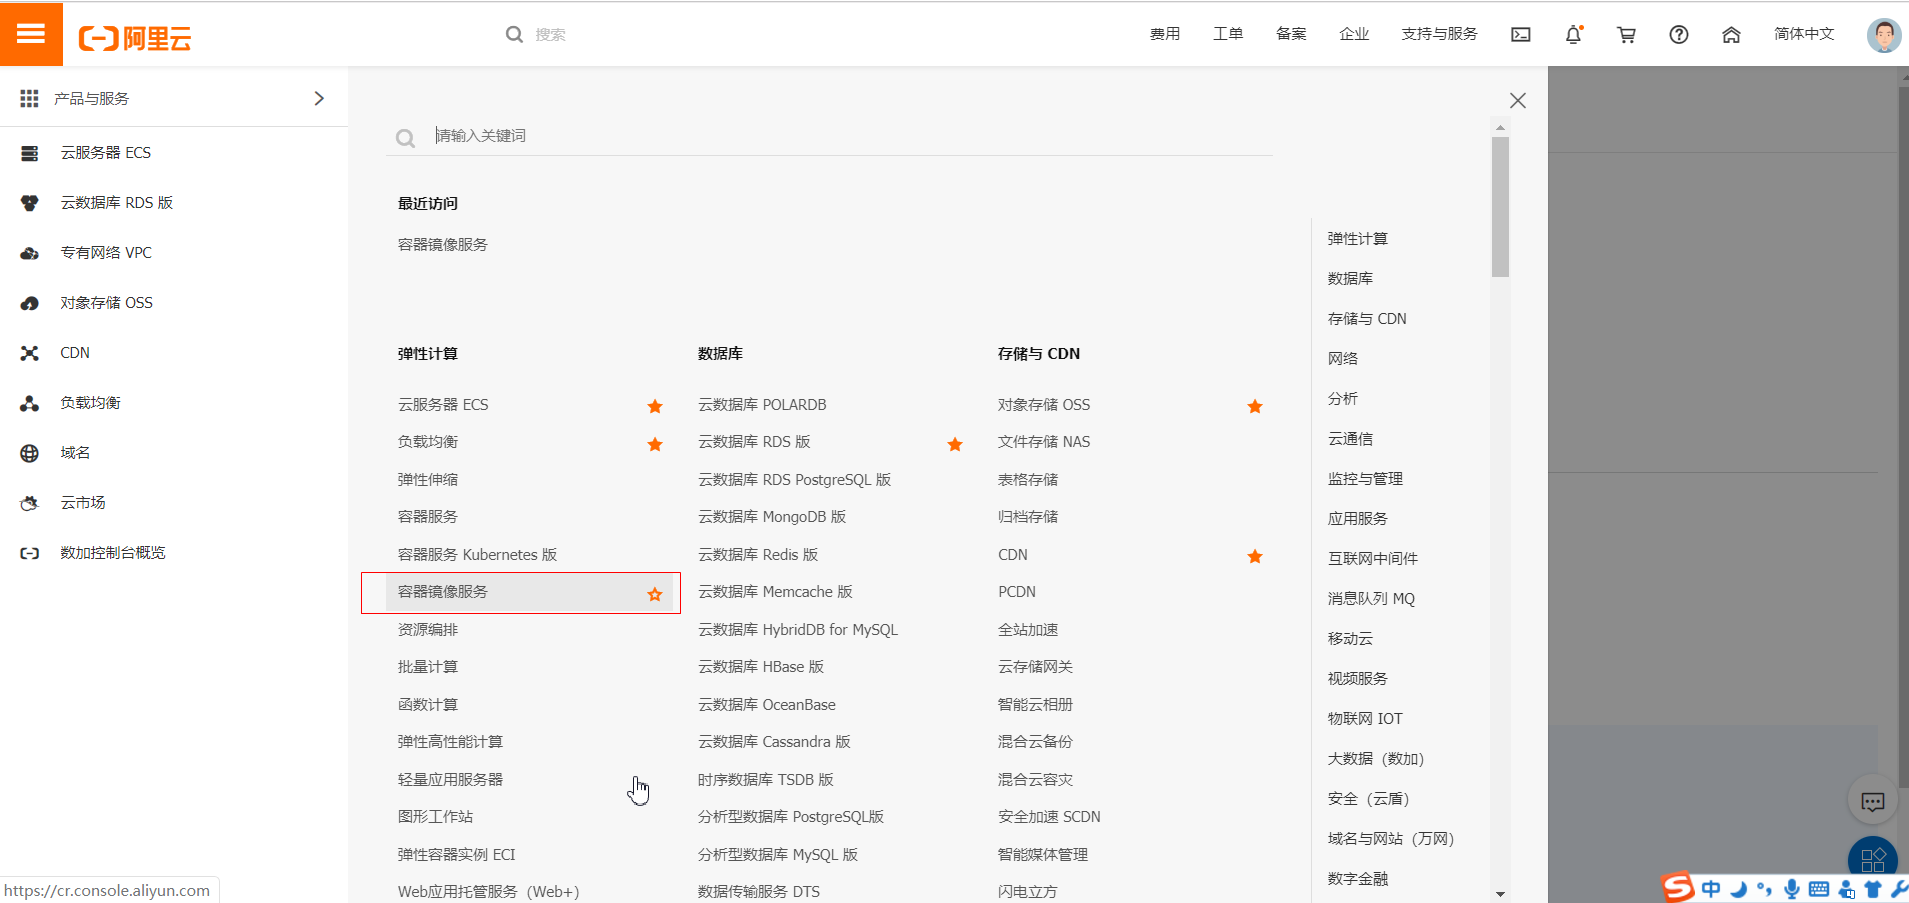 阿里云
搜索
费用
工单
备案
企业
支持与服务
简体中文
产品与服务
云服务器 ECS
云数据库 RDS 版
专有网络 VPC
对象存储 OSS
CDN
负载均衡
域名
云市场
数加控制台概览
请输入关键词
最近访问
容器镜像服务
弹性计算
云服务器 ECS
负载均衡
弹性伸缩
容器服务
容器服务 Kubernetes 版
容器镜像服务
资源编排
批量计算
函数计算
弹性高性能计算
轻量应用服务器
图形工作站
弹性容器实例 ECI
Web应用托管服务（Web+）
数据库
云数据库 POLARDB
云数据库 RDS 版
云数据库 RDS PostgreSQL 版
云数据库 MongoDB 版
云数据库 Redis 版
云数据库 Memcache 版
云数据库 HybridDB for MySQL
云数据库 HBase 版
云数据库 OceanBase
云数据库 Cassandra 版
时序数据库 TSDB 版
分析型数据库 PostgreSQL版
分析型数据库 MySQL 版
数据传输服务 DTS
存储与 CDN
对象存储 OSS
文件存储 NAS
表格存储
归档存储
CDN
PCDN
全站加速
云存储网关
智能云相册
混合云备份
混合云容灾
安全加速 SCDN
智能媒体管理
闪电立方
弹性计算
数据库
存储与 CDN
网络
分析
云通信
监控与管理
应用服务
互联网中间件
消息队列 MQ
移动云
视频服务
物联网 IOT
大数据（数加）
安全（云盾）
域名与网站（万网）
数字金融
https://cr.console.aliyun.com
S
中